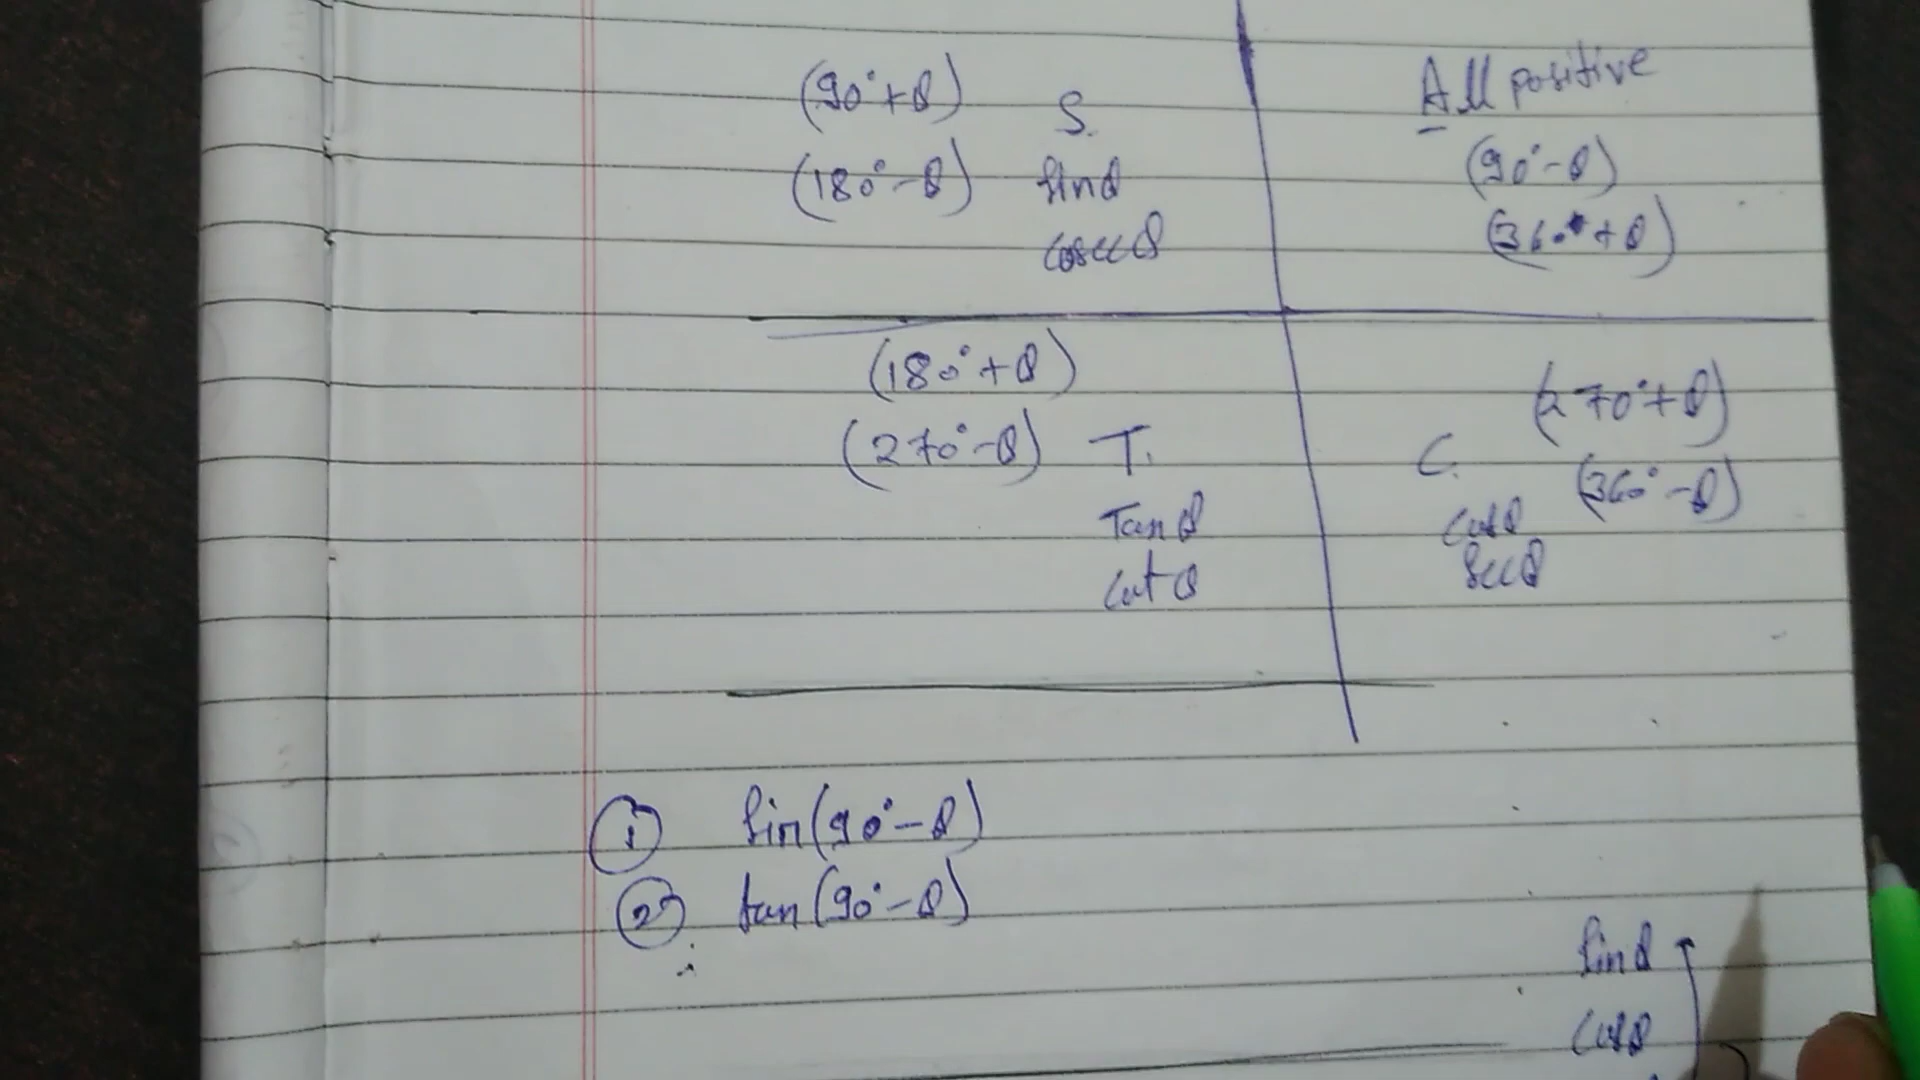 (90°+θ) S.
(180°-θ) sinθ
cosecθ
All positive
(90°-θ)
(360°+θ)
(180°+θ)
(270°-θ) T.
Tanθ
cotθ
(270°+θ)
C. (360°-θ)
cosθ
secθ
① sin(90°-θ)
② tan(90°-θ)
sinθ
cosθ